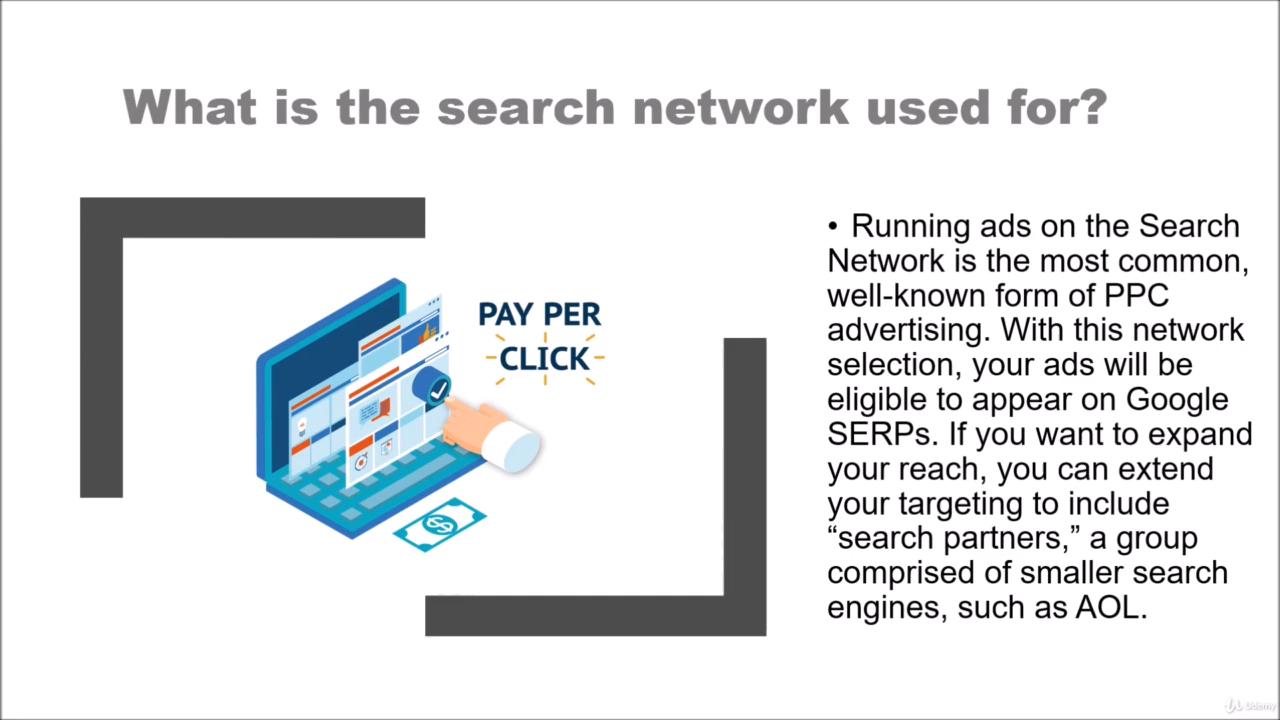 What is the search network used for?
PAY PER
CLICK
• Running ads on the Search
Network is the most common,
well-known form of PPC
advertising. With this network
selection, your ads will be
eligible to appear on Google
SERPs. If you want to expand
your reach, you can extend
your targeting to include
“search partners,” a group
comprised of smaller search
engines, such as AOL.
Udemy